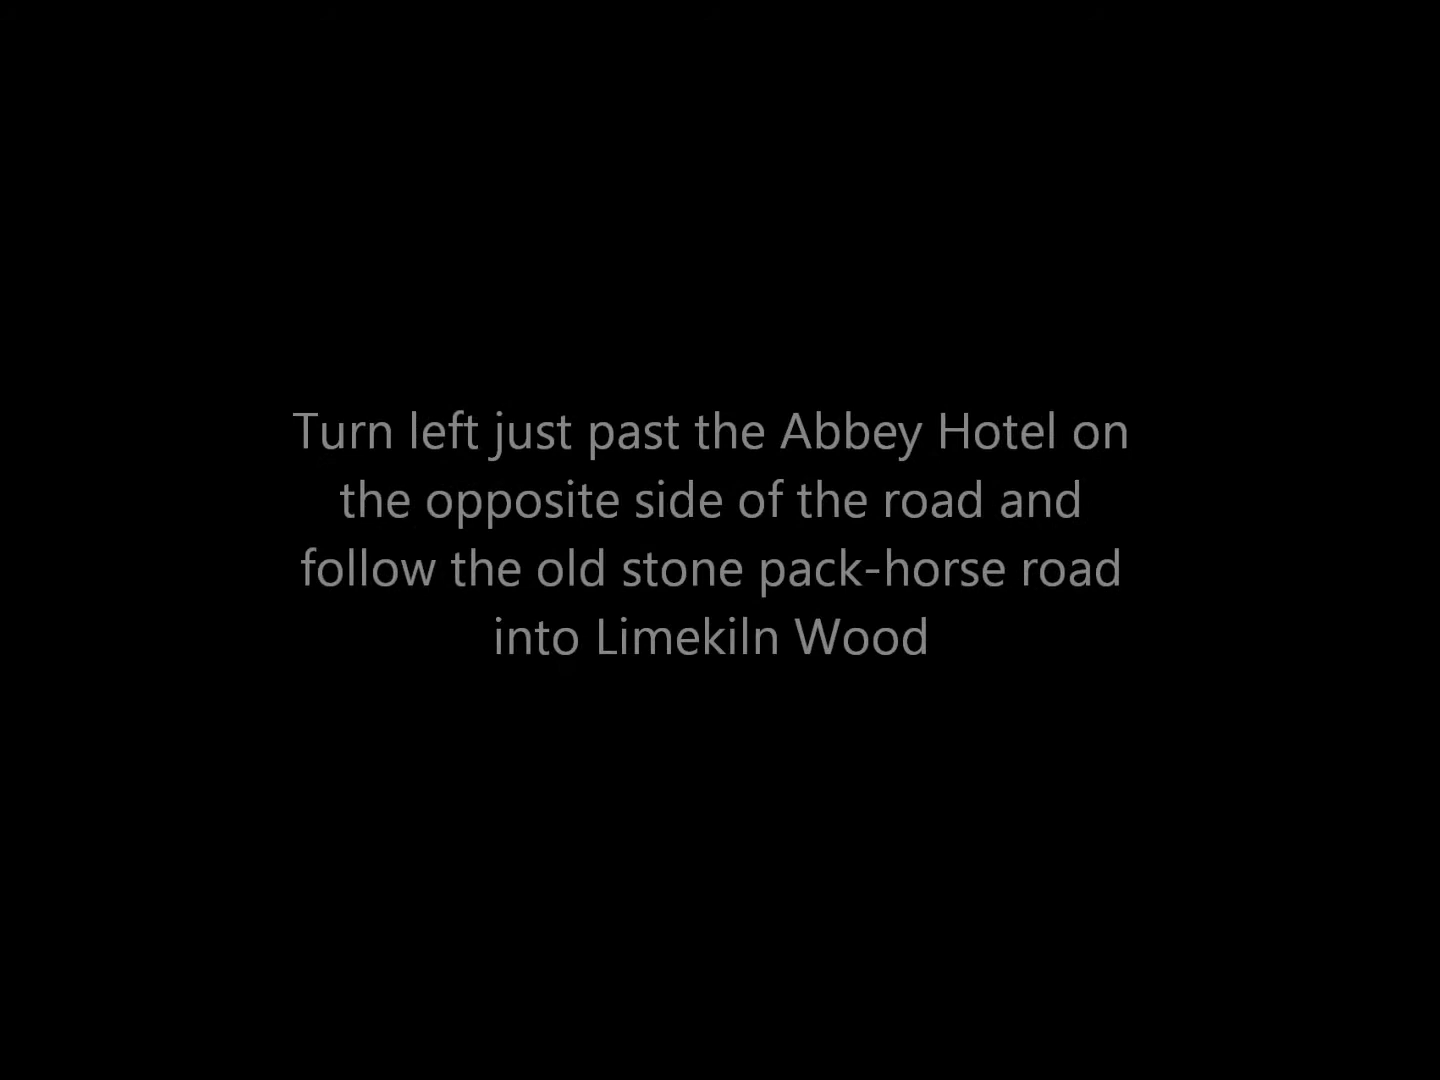 Turn left just past the Abbey Hotel on
the opposite side of the road and
follow the old stone pack-horse road
into Limekiln Wood